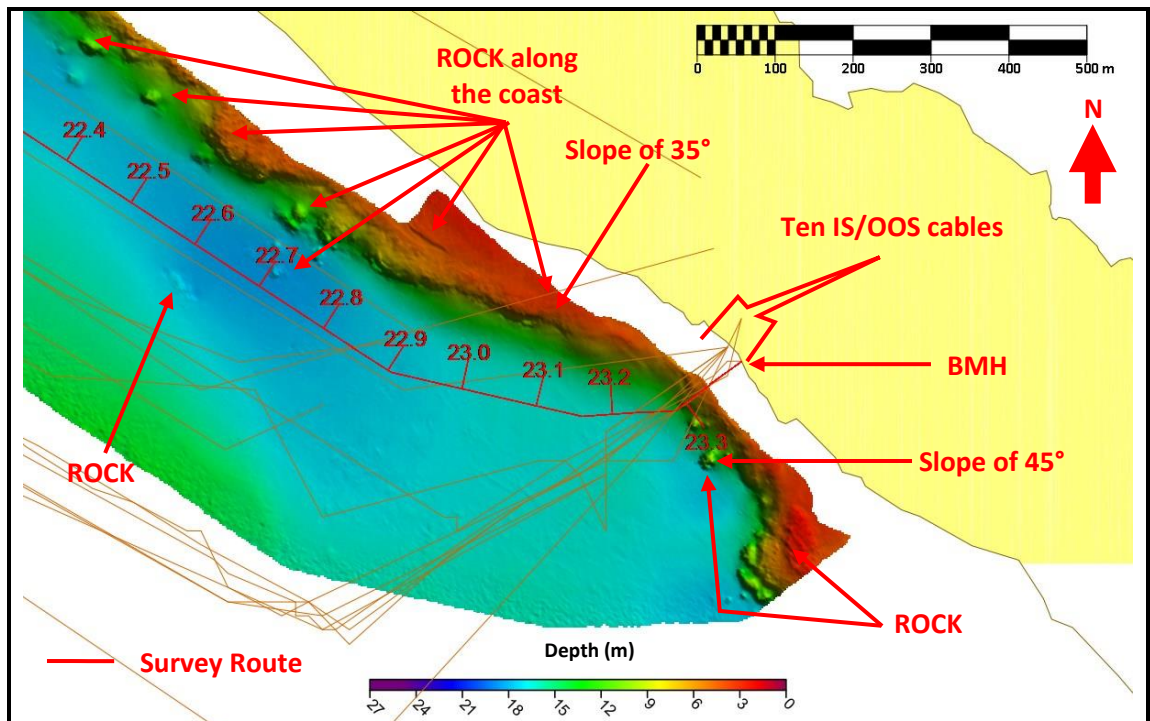 ROCK along
the coast
0 100 200 300 400 500 m
N
Slope of 35°
22.4
22.5
22.6
22.7
22.8
22.9
23.0
23.1
23.2
23.3
Ten IS/OOS cables
BMH
ROCK
Slope of 45°
ROCK
Survey Route
Depth (m)
27 24 21 18 15 12 9 6 3 0